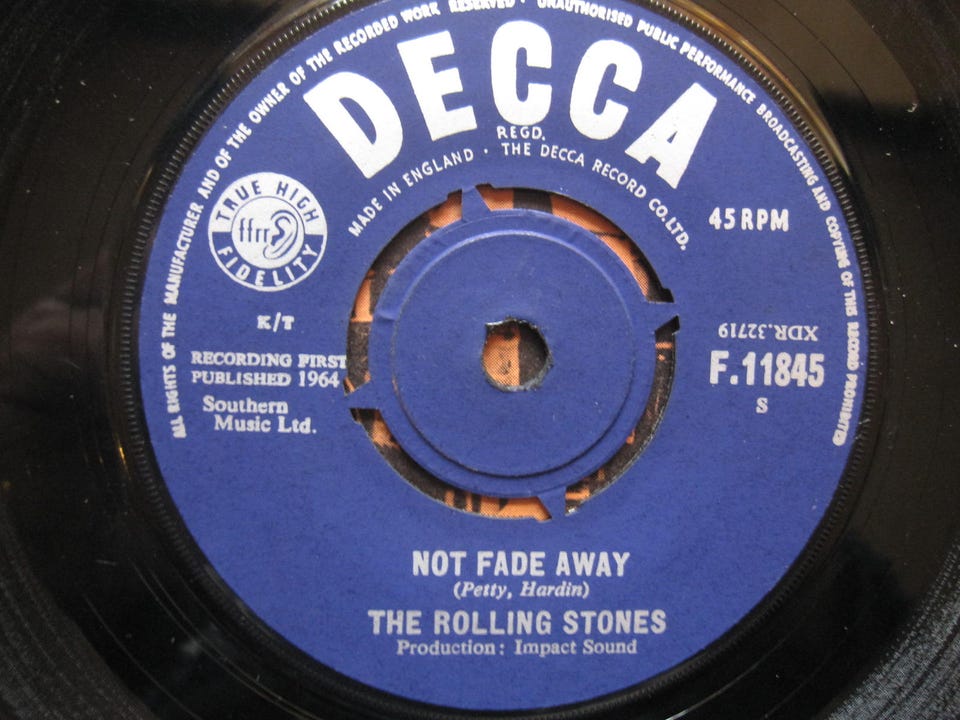 ALL RIGHTS OF THE MANUFACTURER AND OF THE OWNER OF THE RECORDED WORK RESERVED · UNAUTHORISED PUBLIC PERFORMANCE BROADCASTING AND COPYING OF THIS RECORD PROHIBITED
DECCA
REGD.
MADE IN ENGLAND · THE DECCA RECORD CO. LTD.
TRUE HIGH
ffrr
FIDELITY
45 RPM
K/T
XDR.32719
RECORDING FIRST
PUBLISHED 1964
F.11845
S
Southern
Music Ltd.
NOT FADE AWAY
(Petty, Hardin)
THE ROLLING STONES
Production: Impact Sound